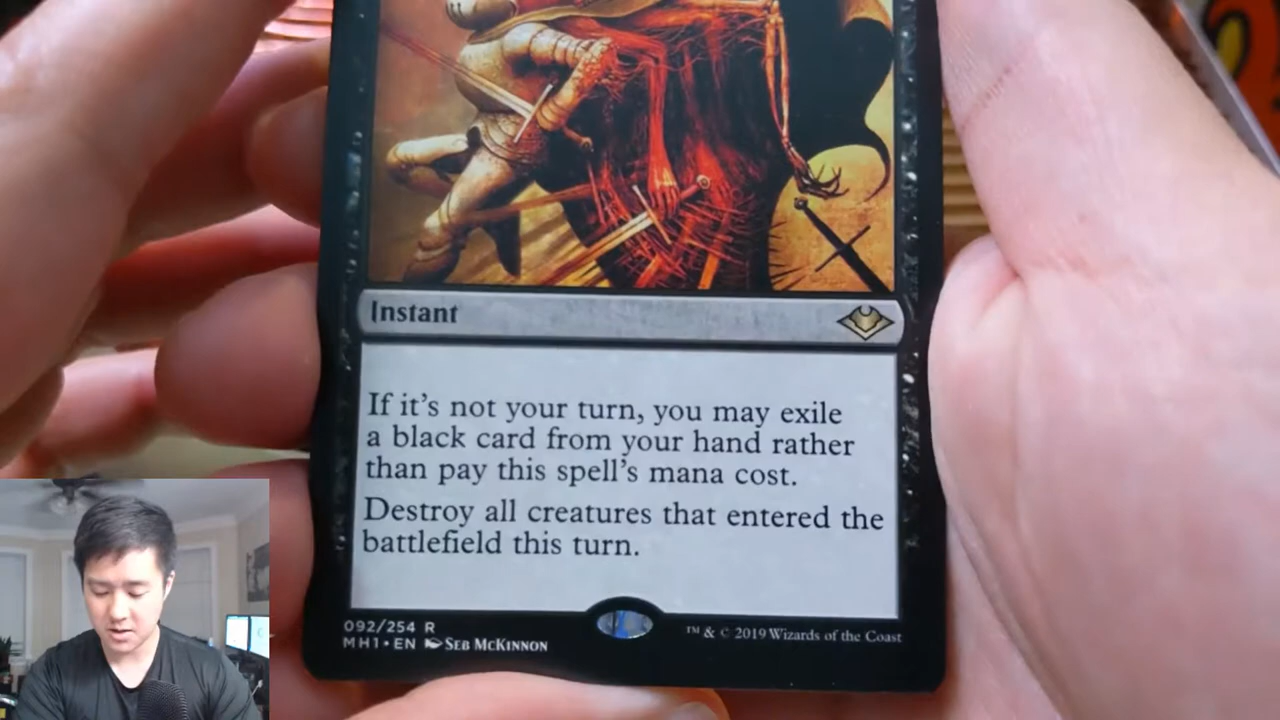 Instant
If it's not your turn, you may exile
a black card from your hand rather
than pay this spell's mana cost.
Destroy all creatures that entered the
battlefield this turn.
092/254 R
MH1 • EN Seb McKinnon
™ & © 2019 Wizards of the Coast